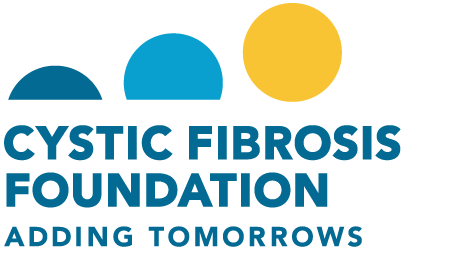 CYSTIC FIBROSIS
FOUNDATION
ADDING TOMORROWS